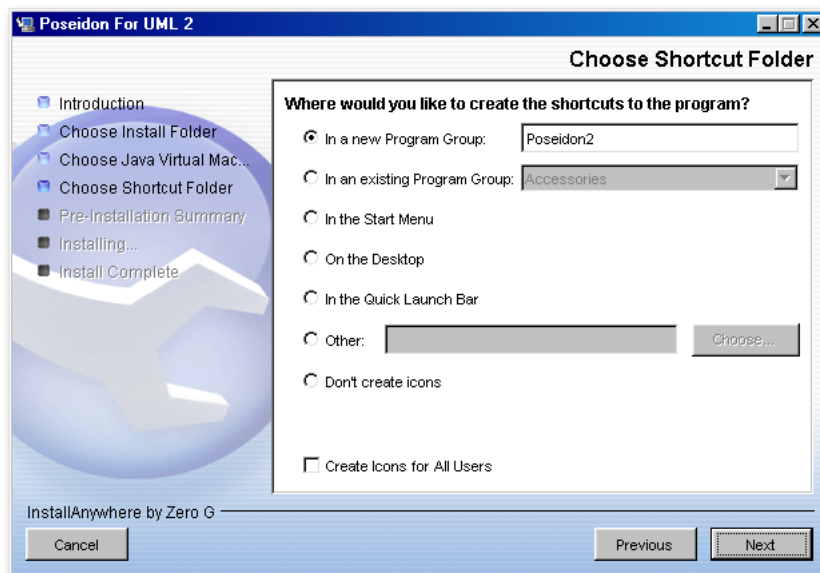 Poseidon For UML 2
Choose Shortcut Folder
Introduction
Choose Install Folder
Choose Java Virtual Mac...
Choose Shortcut Folder
Pre-Installation Summary
Installing...
Install Complete
Where would you like to create the shortcuts to the program?
In a new Program Group: Poseidon2
In an existing Program Group: Accessories
In the Start Menu
On the Desktop
In the Quick Launch Bar
Other: Choose...
Don't create icons
Create Icons for All Users
InstallAnywhere by Zero G
Cancel Previous Next